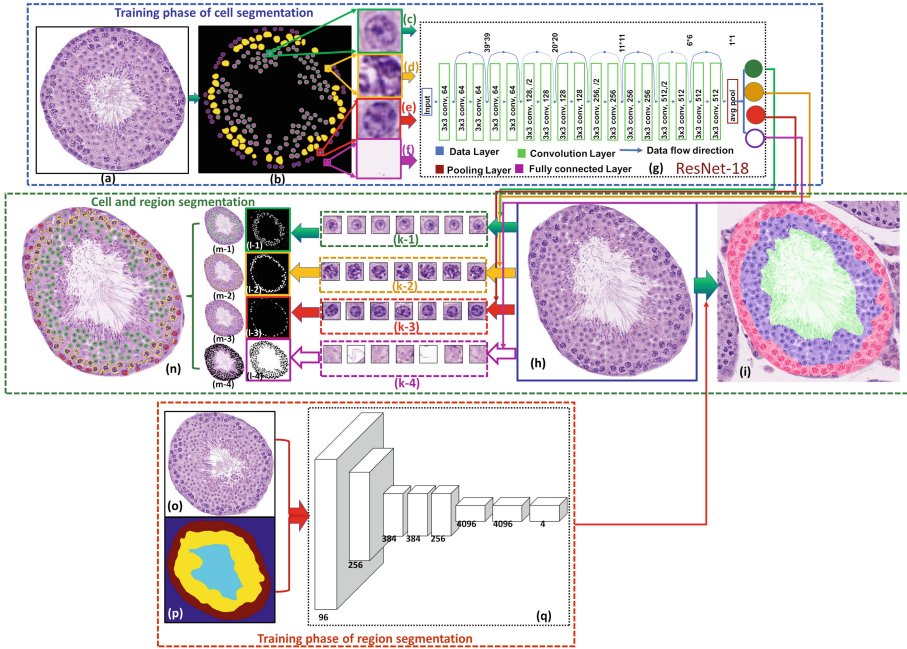 Training phase of cell segmentation
(a)
(b)
(c)
(d)
(e)
(f)
39*39
20*20
11*11
6*6
1*1
Input
3x3 conv, 64
3x3 conv, 64
3x3 conv, 64
3x3 conv, 64
3x3 conv, 64
3x3 conv, 128, /2
3x3 conv, 128
3x3 conv, 128
3x3 conv, 128
3x3 conv, 256, /2
3x3 conv, 256
3x3 conv, 256
3x3 conv, 256
3x3 conv, 512,/2
3x3 conv, 512
3x3 conv, 512
3x3 conv, 512
avg pool
Data Layer
Convolution Layer
Data flow direction
Pooling Layer
Fully connected Layer
(g) ResNet-18
Cell and region segmentation
(n)
(m-1)
(m-2)
(m-3)
(m-4)
(l-1)
(l-2)
(l-3)
(l-4)
(k-1)
(k-2)
(k-3)
(k-4)
(h)
(i)
(o)
(p)
96
256
384
384
256
4096
4096
4
(q)
Training phase of region segmentation